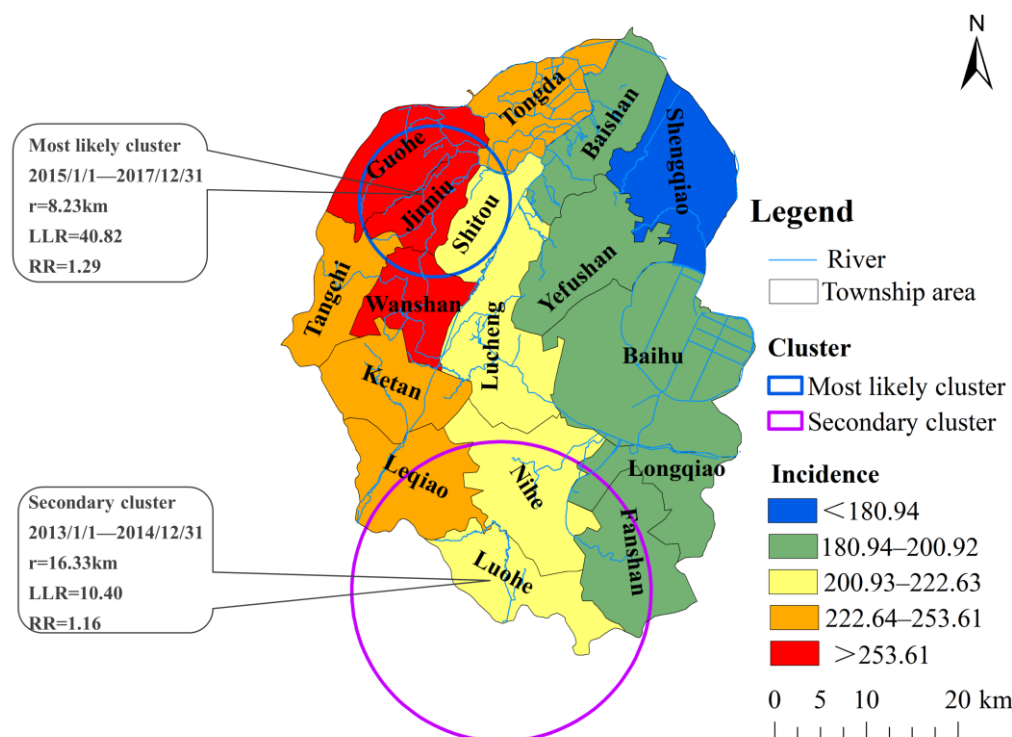 N
Tongda
Baishan
Shengqiao
Guohe
Jinniu
Shitou
Most likely cluster
2015/1/1—2017/12/31
r=8.23km
LLR=40.82
RR=1.29
Tangchi
Wanshan
Lucheng
Yefushan
Baihu
Ketan
Leqiao
Nihe
Longqiao
Fanshan
Luohe
Secondary cluster
2013/1/1—2014/12/31
r=16.33km
LLR=10.40
RR=1.16
Legend
River
Township area
Cluster
Most likely cluster
Secondary cluster
Incidence
<180.94
180.94–200.92
200.93–222.63
222.64–253.61
>253.61
0 5 10 20 km